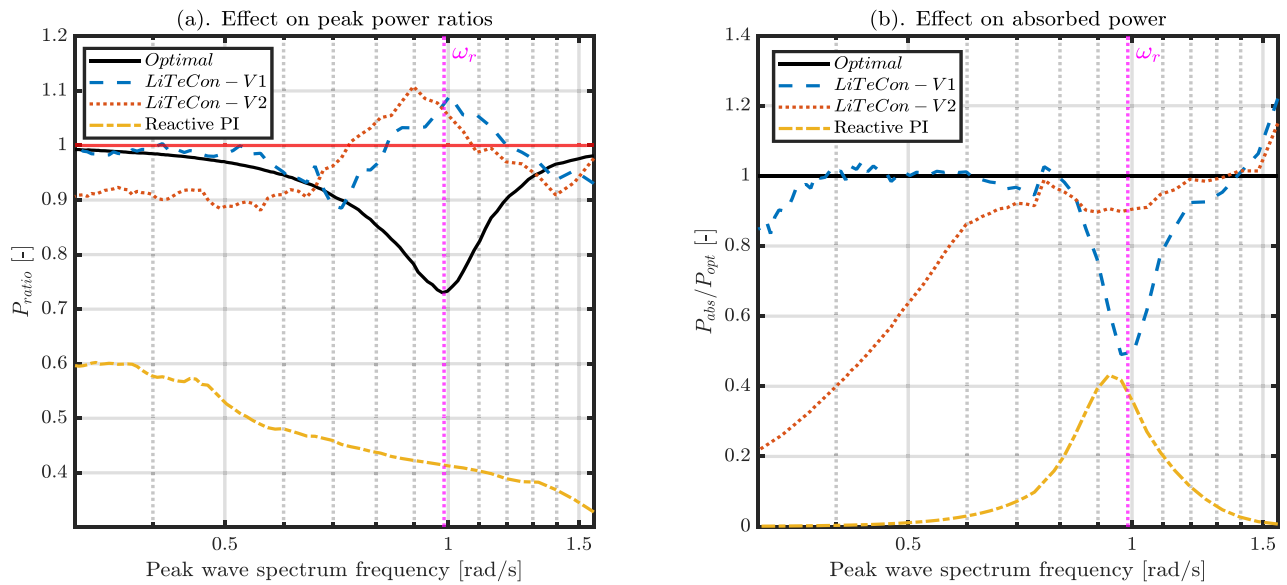 (a). Effect on peak power ratios
1.2
1.1
1
0.9
0.8
0.7
0.6
0.5
0.4
P_ratio [-]
Optimal
LiTeCon − V1
LiTeCon − V2
Reactive PI
ω_r
0.5
1
1.5
Peak wave spectrum frequency [rad/s]
(b). Effect on absorbed power
1.4
1.2
1
0.8
0.6
0.4
0.2
0
P_abs/P_opt [-]
Optimal
LiTeCon − V1
LiTeCon − V2
Reactive PI
ω_r
0.5
1
1.5
Peak wave spectrum frequency [rad/s]